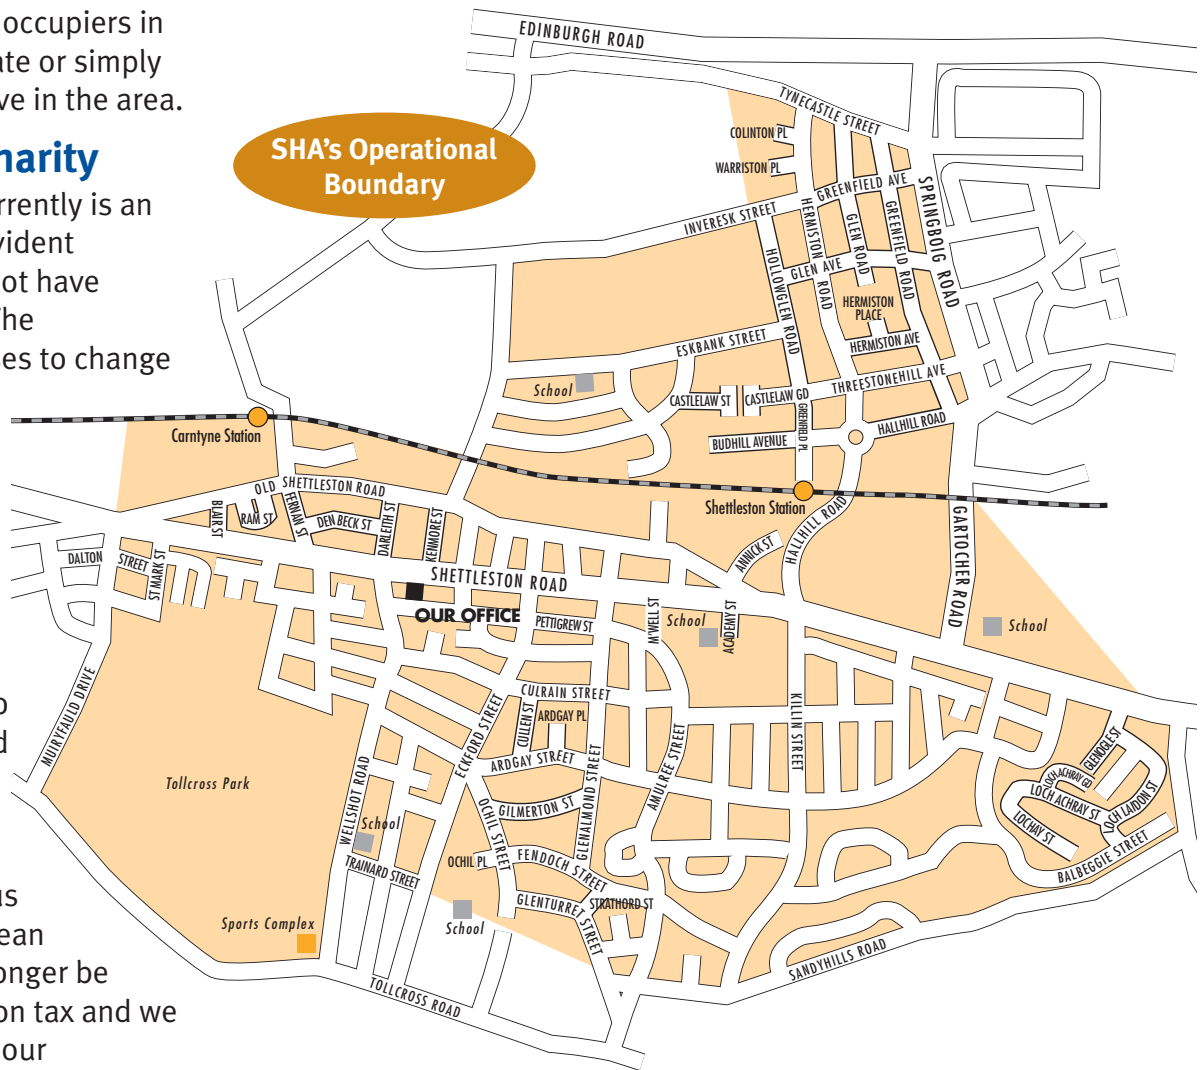 occupiers in
ate or simply
ve in the area.
harity
rrently is an
vident
ot have
The
ses to change
o
d
us
ean
onger be
on tax and we
our
SHA's Operational
Boundary
EDINBURGH ROAD
TYNECASTLE STREET
COLINTON PL
WARRISTON PL
GREENFIELD AVE
INVERESK STREET
HERMISTON ROAD
GLEN ROAD
GREENFIELD ROAD
SPRINGBOIG ROAD
HOLLOWGLEN ROAD
GLEN AVE
HERMISTON
PLACE
HERMISTON AVE
ESKBANK STREET
THREESTONEHILL AVE
School
CASTLELAW ST
CASTLELAW GD
GREENFIELD PL
BUDHILL AVENUE
HALLHILL ROAD
Carntyne Station
Shettleston Station
OLD SHETTLESTON ROAD
BLAIR ST
RAM ST
FERNAN ST
DEN BECK ST
DARLEITH ST
KENMORE ST
HALLHILL ROAD
ANNICK ST
GARTOCHER ROAD
DALTON STREET
ST MARK ST
SHETTLESTON ROAD
OUR OFFICE
PETTIGREW ST
M'WELL ST
School
ACADEMY ST
School
MUIRYFAULD DRIVE
CULRAIN STREET
CULLEN ST
ARDGAY PL
ECKFORD STREET
ARDGAY STREET
KILLIN STREET
AMULREE STREET
GLENALMOND STREET
Tollcross Park
WELLSHOT ROAD
School
TRAINARD STREET
OCHIL STREET
GILMERTON ST
OCHIL PL
FENDOCH STREET
GLENTURRET STREET
STRATHORD ST
School
Sports Complex
TOLLCROSS ROAD
SANDYHILLS ROAD
GLENOGLE ST
LOCH ACHRAY ST
LOCH LAIDON ST
LOCHAY ST
BALBEGGIE STREET